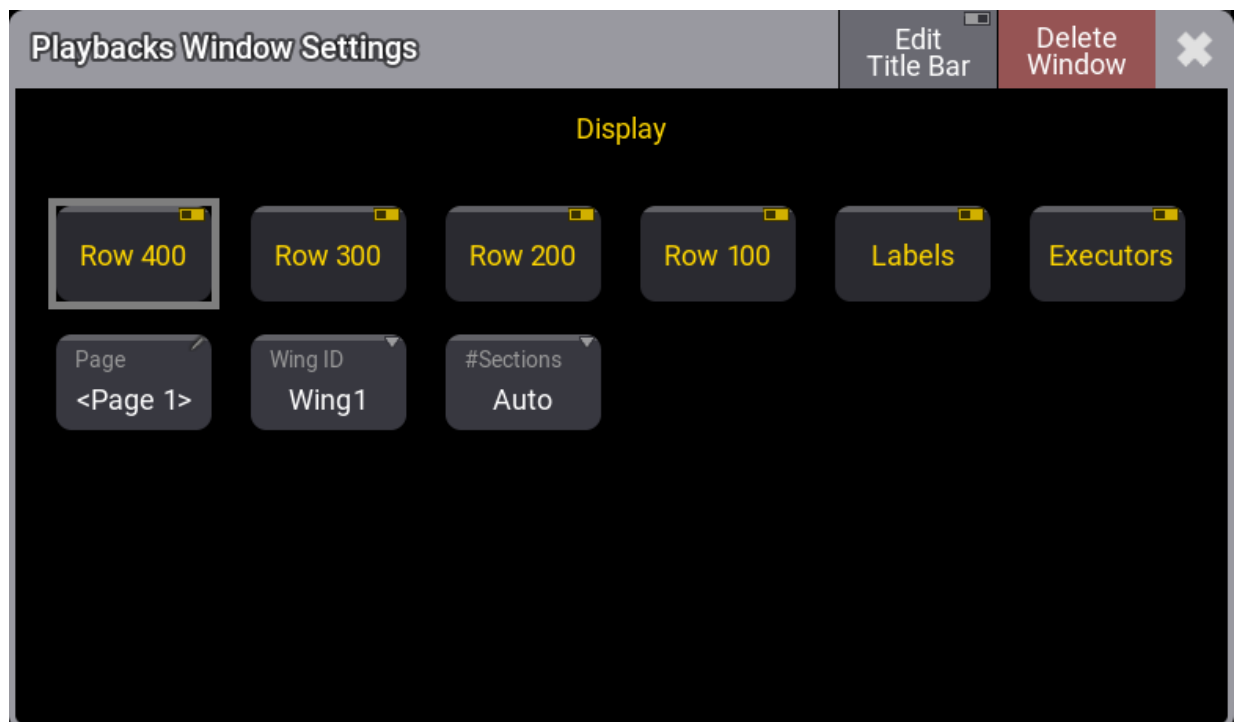 Playbacks Window Settings
Edit
Title Bar
Delete
Window
Display
Row 400
Row 300
Row 200
Row 100
Labels
Executors
Page
<Page 1>
Wing ID
Wing1
#Sections
Auto